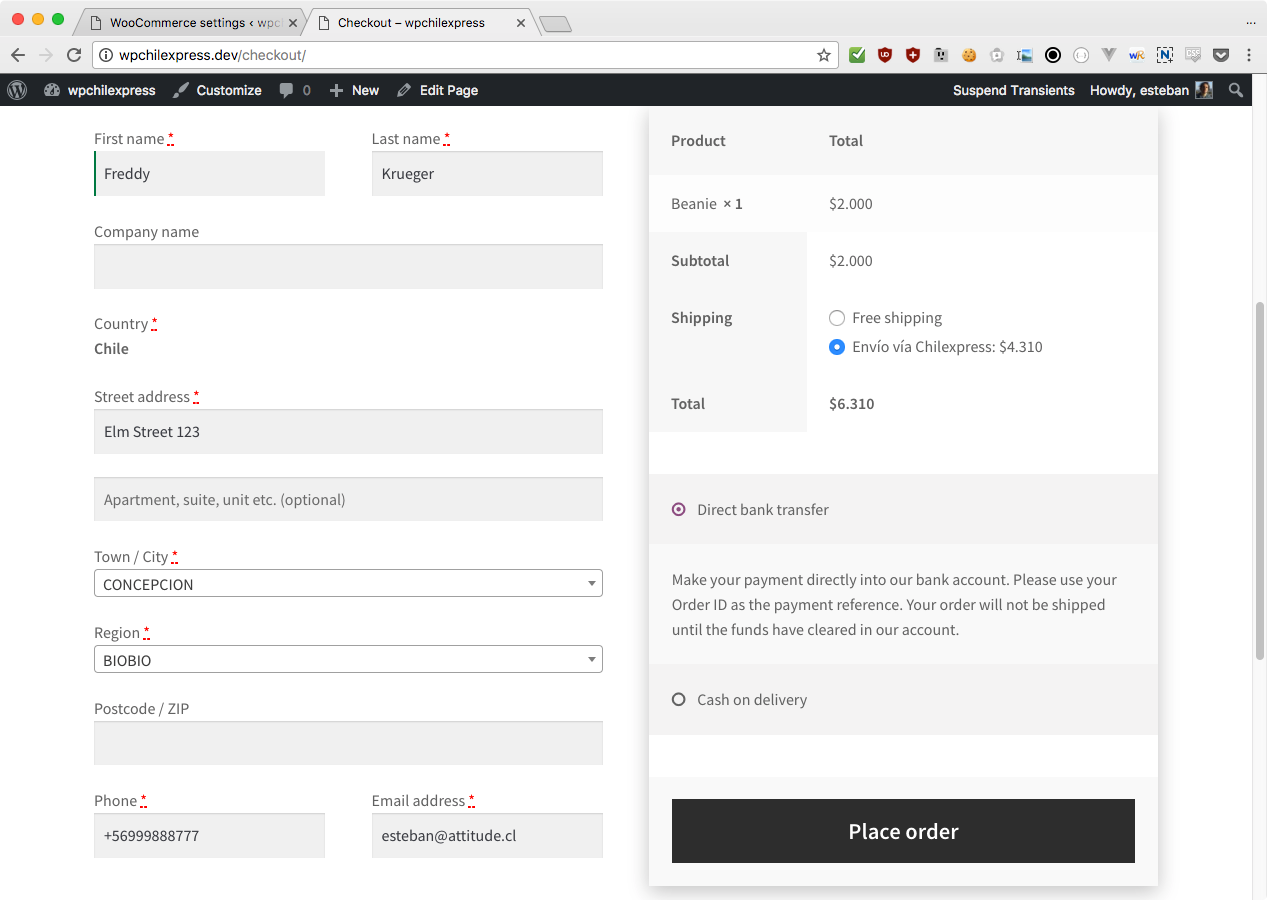 WooCommerce settings ‹ wpc
Checkout – wpchilexpress
wpchilexpress.dev/checkout/
wpchilexpress
Customize
0
New
Edit Page
Suspend Transients
Howdy, esteban
First name *
Last name *
Freddy
Krueger
Company name
Country *
Chile
Street address *
Elm Street 123
Apartment, suite, unit etc. (optional)
Town / City *
CONCEPCION
Region *
BIOBIO
Postcode / ZIP
Phone *
Email address *
+56999888777
esteban@attitude.cl
Product Total
Beanie × 1 $2.000
Subtotal $2.000
Shipping
Free shipping
Envío vía Chilexpress: $4.310
Total $6.310
Direct bank transfer
Make your payment directly into our bank account. Please use your
Order ID as the payment reference. Your order will not be shipped
until the funds have cleared in our account.
Cash on delivery
Place order